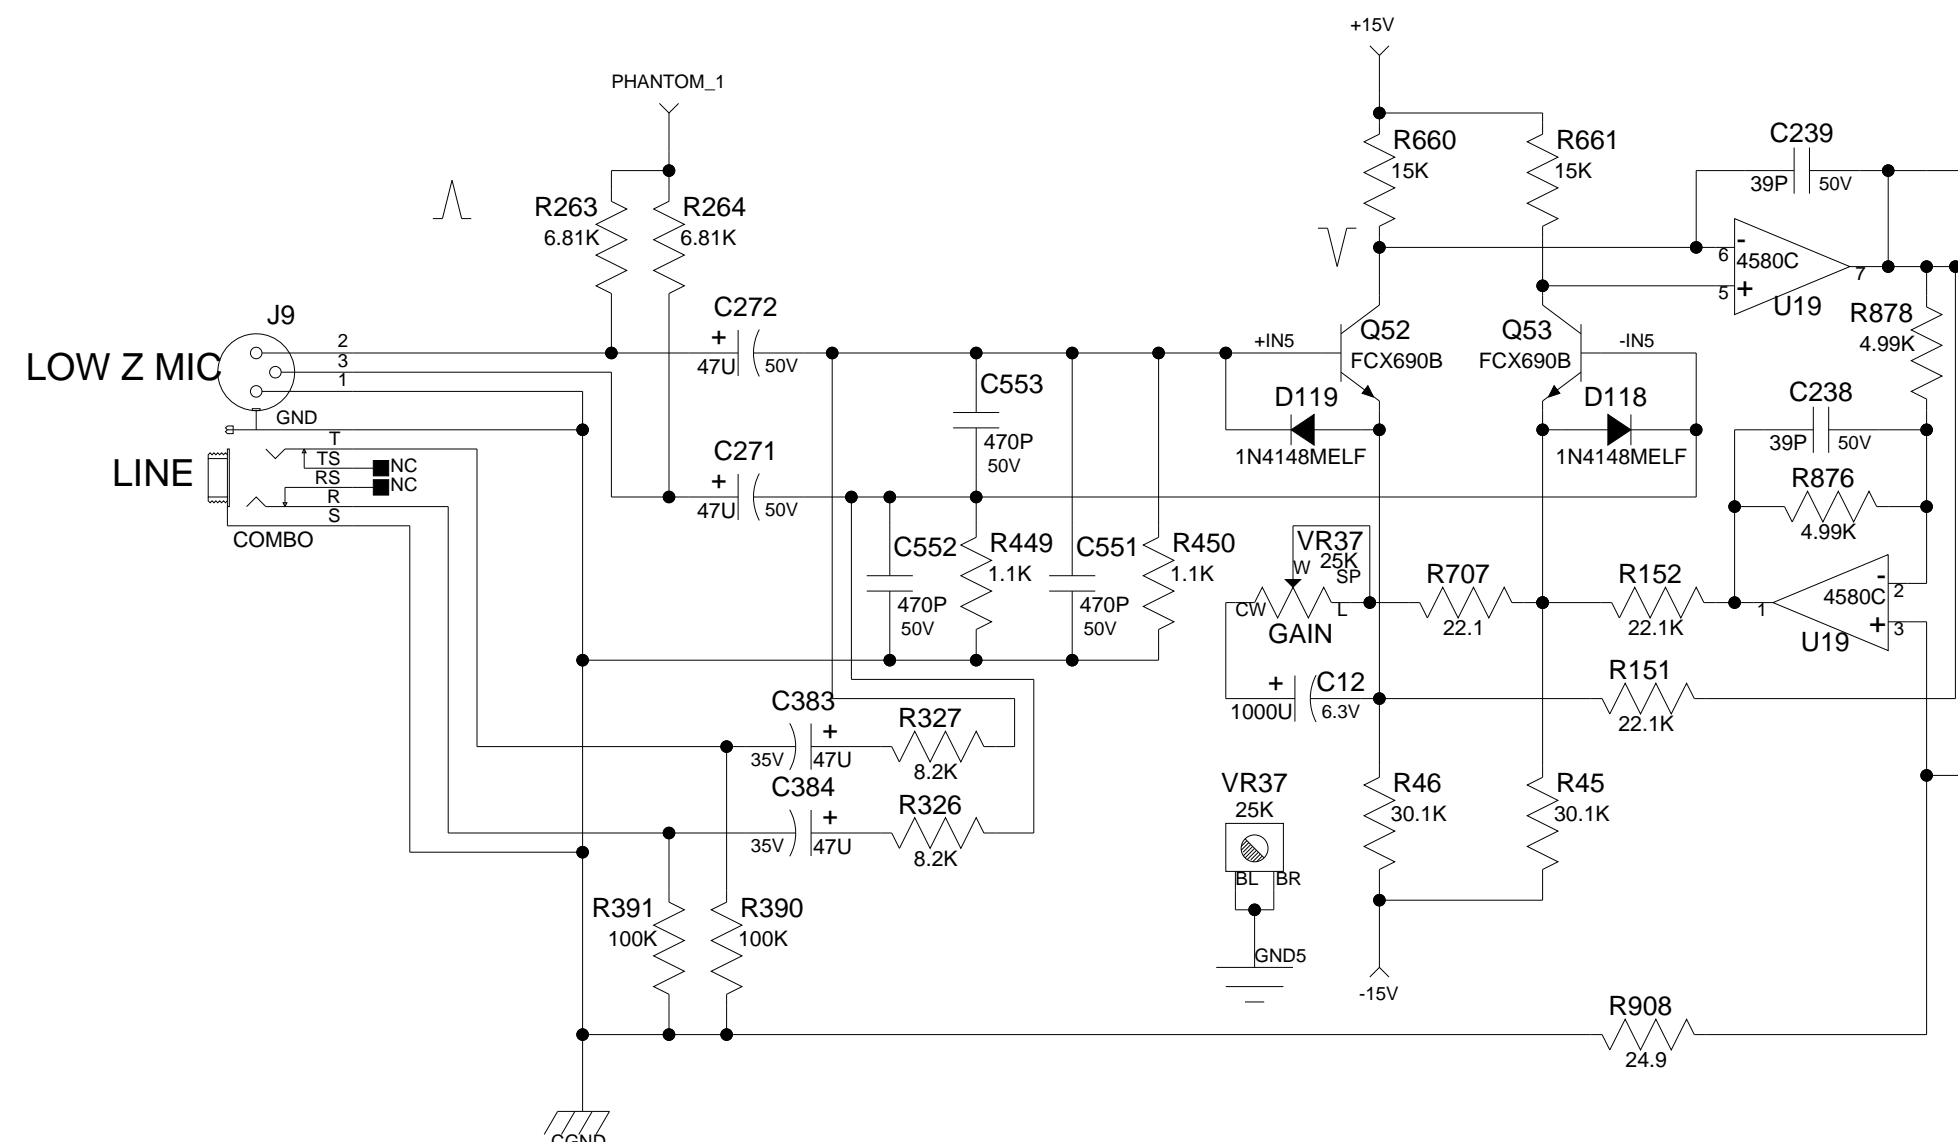 +15V
PHANTOM_1
R660
15K
R661
15K
C239
39P
50V
R263
6.81K
R264
6.81K
-
6
4580C
7
5
+
U19
J9
LOW Z MIC
2
3
1
GND
C272
+
47U
50V
+IN5
Q52
FCX690B
Q53
FCX690B
-IN5
R878
4.99K
C553
470P
50V
D119
1N4148MELF
D118
1N4148MELF
C238
39P
50V
LINE
T
TS
NC
RS
NC
R
S
COMBO
C271
+
47U
50V
R876
4.99K
C552
470P
50V
R449
1.1K
C551
470P
50V
R450
1.1K
VR37
25K
W
SP
CW
L
GAIN
R707
22.1
R152
22.1K
1
-
4580C
2
+
3
U19
C12
+
1000U
6.3V
R151
22.1K
C383
+
35V
47U
R327
8.2K
C384
+
35V
47U
R326
8.2K
VR37
25K
BL
BR
GND5
R46
30.1K
R45
30.1K
-15V
R391
100K
R390
100K
R908
24.9
CGND